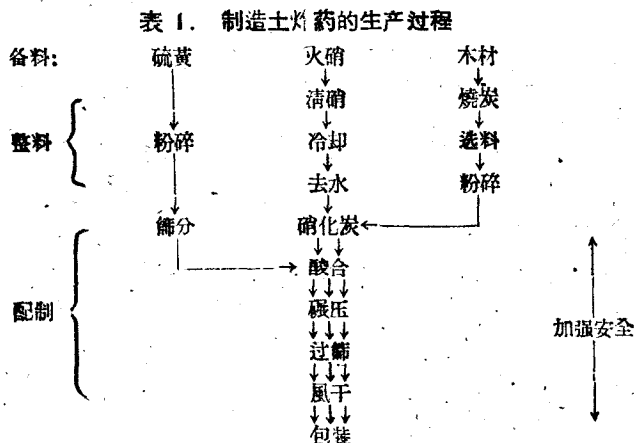 表 1. 制造土炸药的生产过程
备料: 硫黄 火硝 木材
清硝 燒炭
整料 粉碎 冷却 选料
去水 粉碎
篩分 硝化炭
酸合
配制 碾压 加强安全
过篩
風干
包装